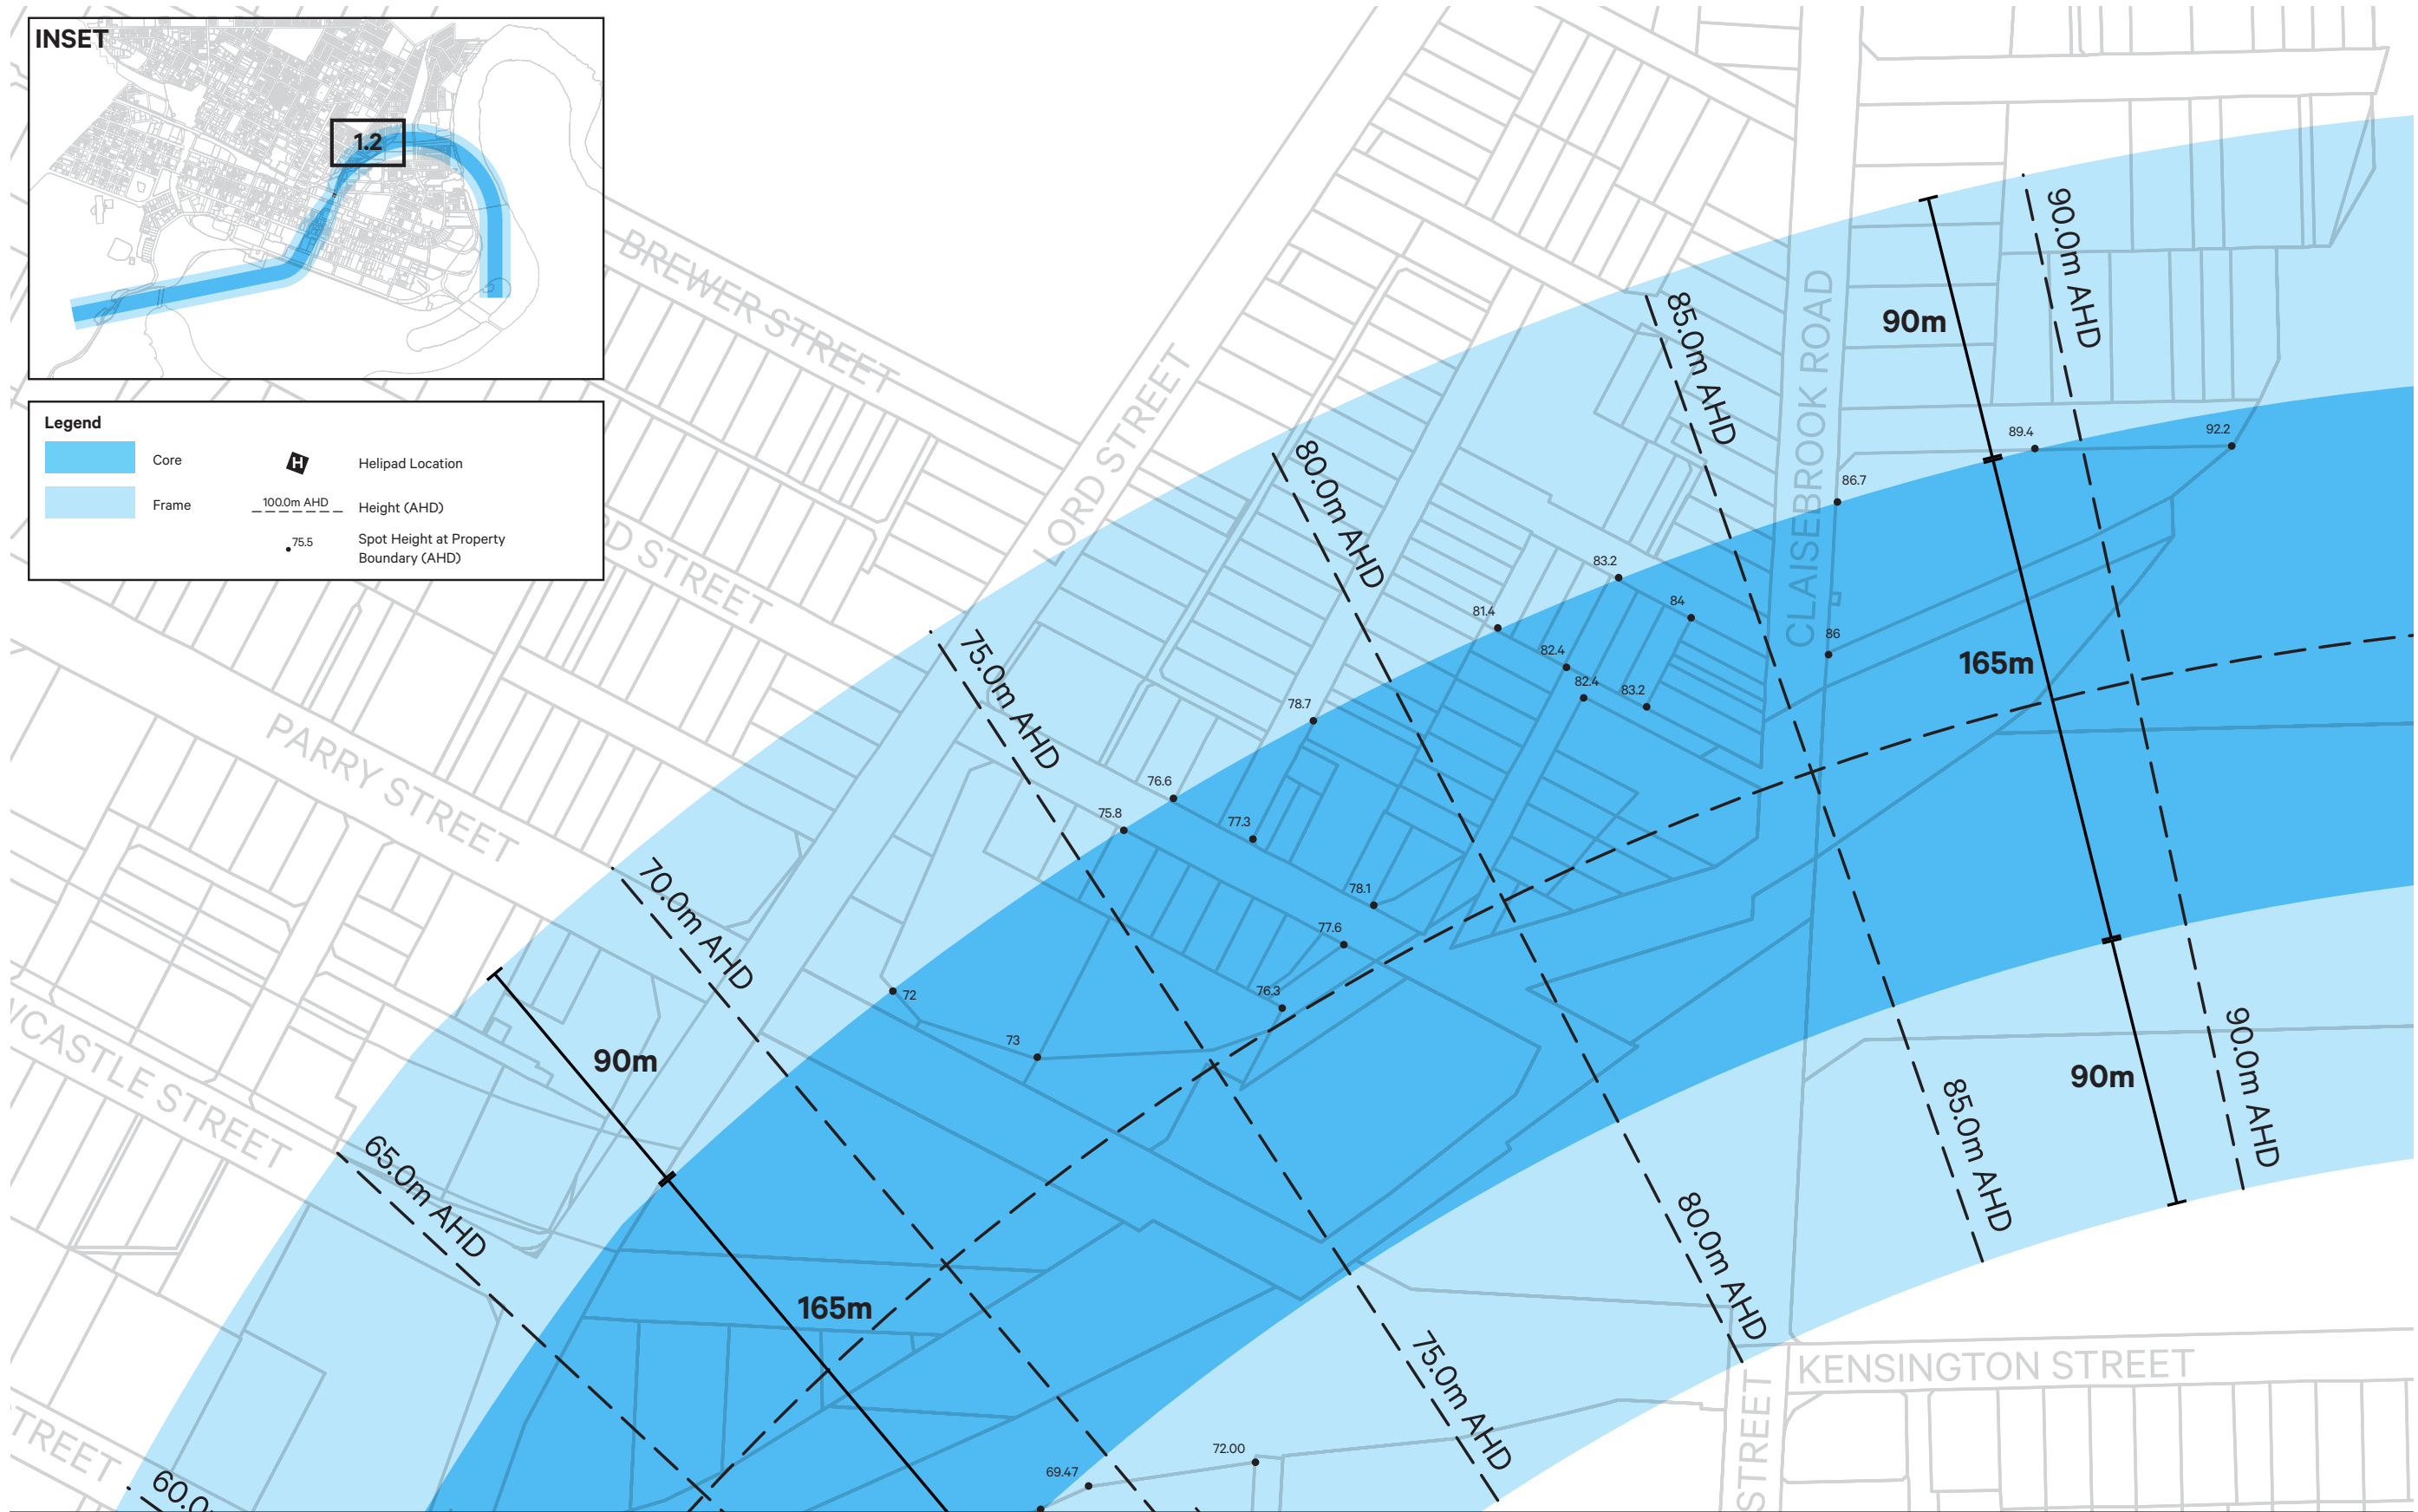 INSET
1.2
Legend
Core
Frame
H
Helipad Location
100.0m AHD
Height (AHD)
75.5
Spot Height at Property
Boundary (AHD)
BREWER STREET
LORD STREET
RD STREET
PARRY STREET
WCASTLE STREET
STREET
CLAISEBROOK ROAD
KENSINGTON STREET
STREET
90.0m AHD
85.0m AHD
80.0m AHD
75.0m AHD
70.0m AHD
65.0m AHD
60.0
90m
165m
90m
90m
165m
90.0m AHD
85.0m AHD
80.0m AHD
75.0m AHD
89.4
92.2
86.7
83.2
84
81.4
86
82.4
82.4
83.2
78.7
76.6
75.8
77.3
78.1
77.6
76.3
72
73
72.00
69.47